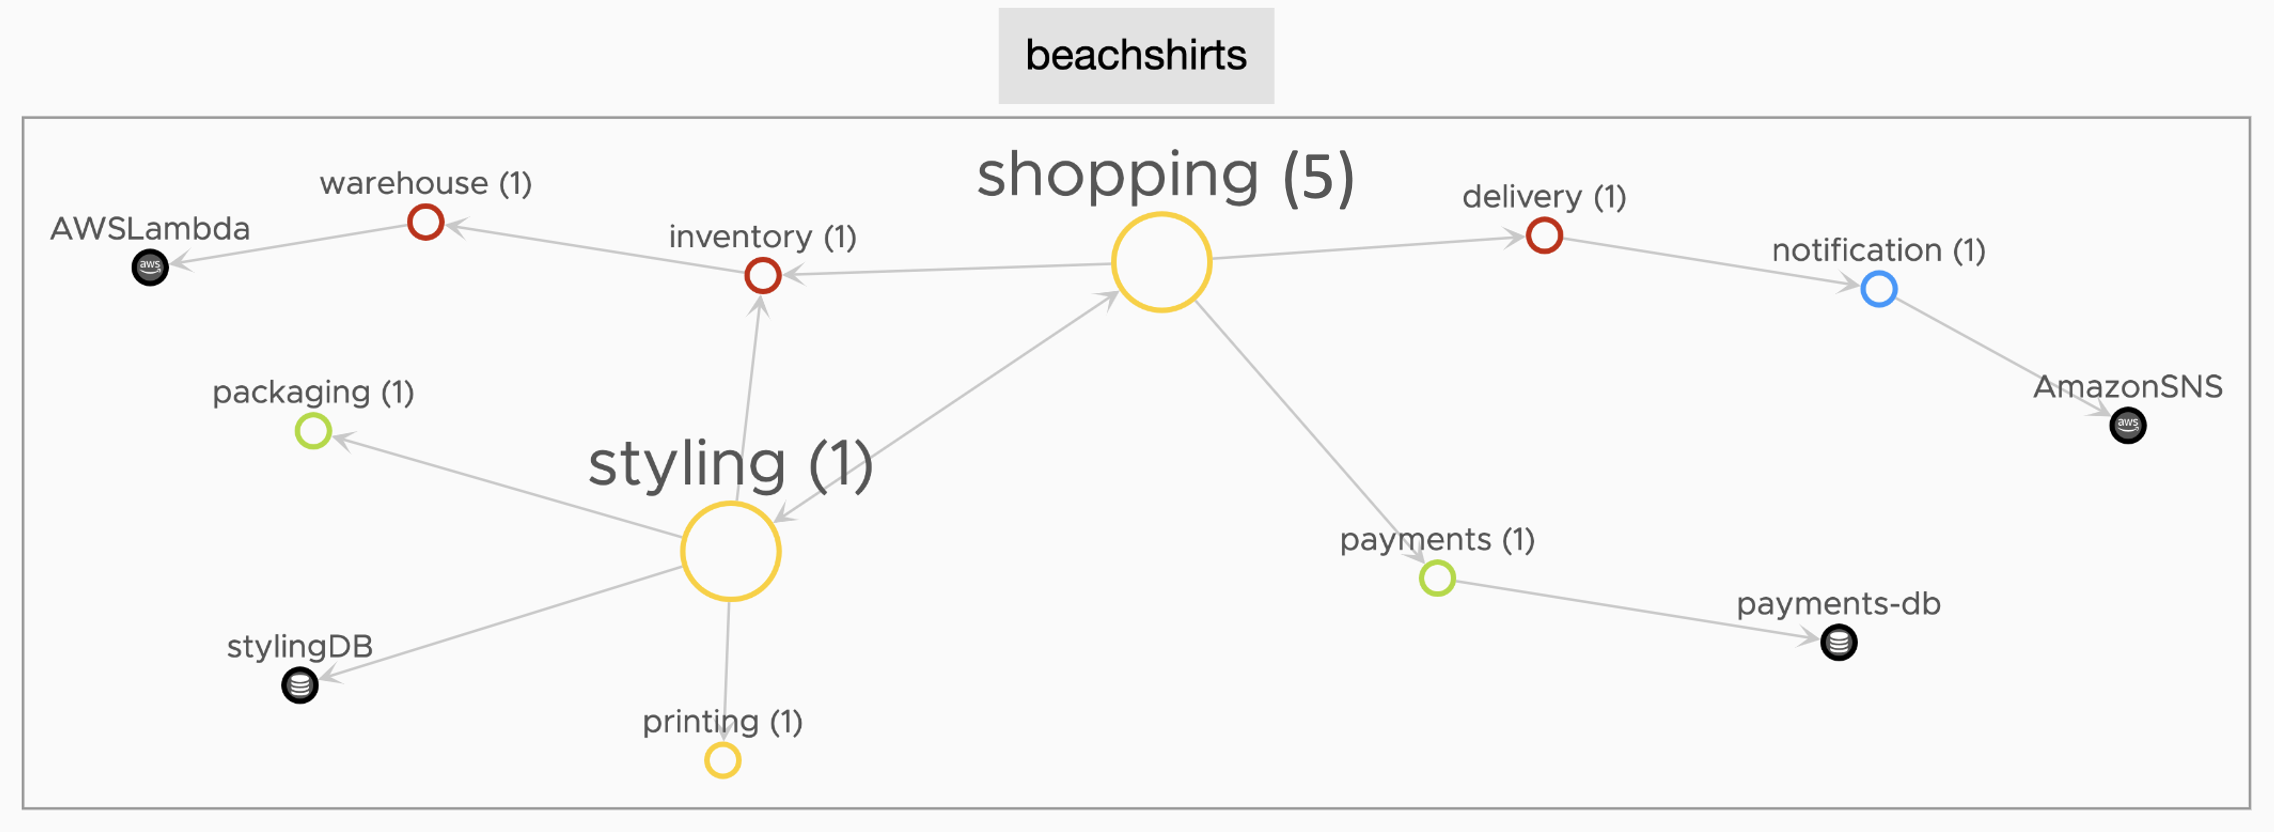 beachshirts
shopping (5)
warehouse (1)
delivery (1)
AWSLambda
inventory (1)
notification (1)
aws
packaging (1)
AmazonSNS
aws
styling (1)
payments (1)
payments-db
stylingDB
printing (1)